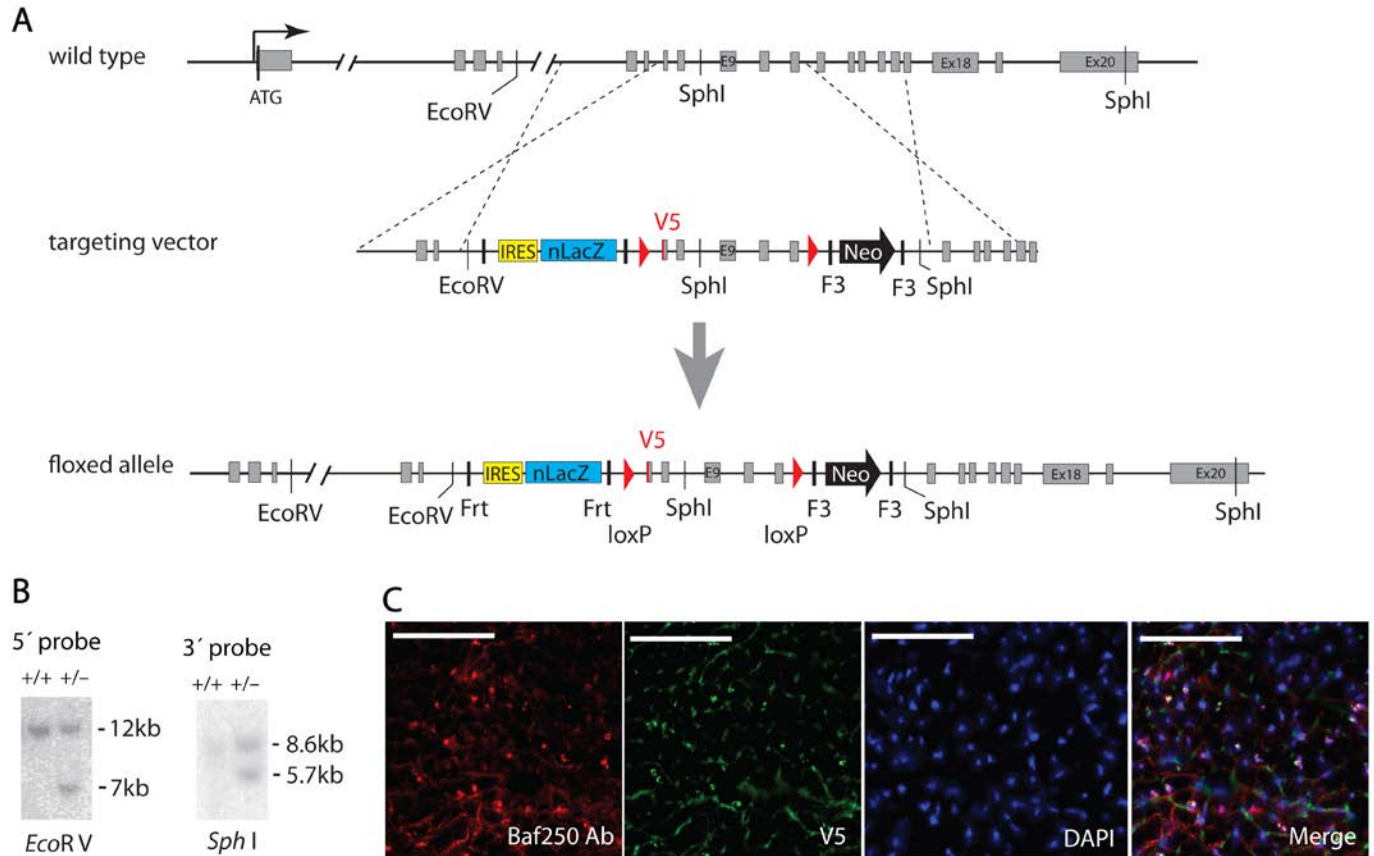 A
wild type
ATG
EcoRV
SphI
E9
Ex18
Ex20
SphI
targeting vector
EcoRV
IRES
nLacZ
V5
SphI
E9
F3
Neo
F3
SphI
floxed allele
EcoRV
EcoRV
Frt
IRES
nLacZ
Frt
loxP
V5
SphI
E9
loxP
F3
Neo
F3
SphI
Ex18
Ex20
SphI
B
5´ probe
+/+ +/–
-12kb
-7kb
EcoR V
3´ probe
+/+ +/–
- 8.6kb
- 5.7kb
Sph I
C
Baf250 Ab
V5
DAPI
Merge